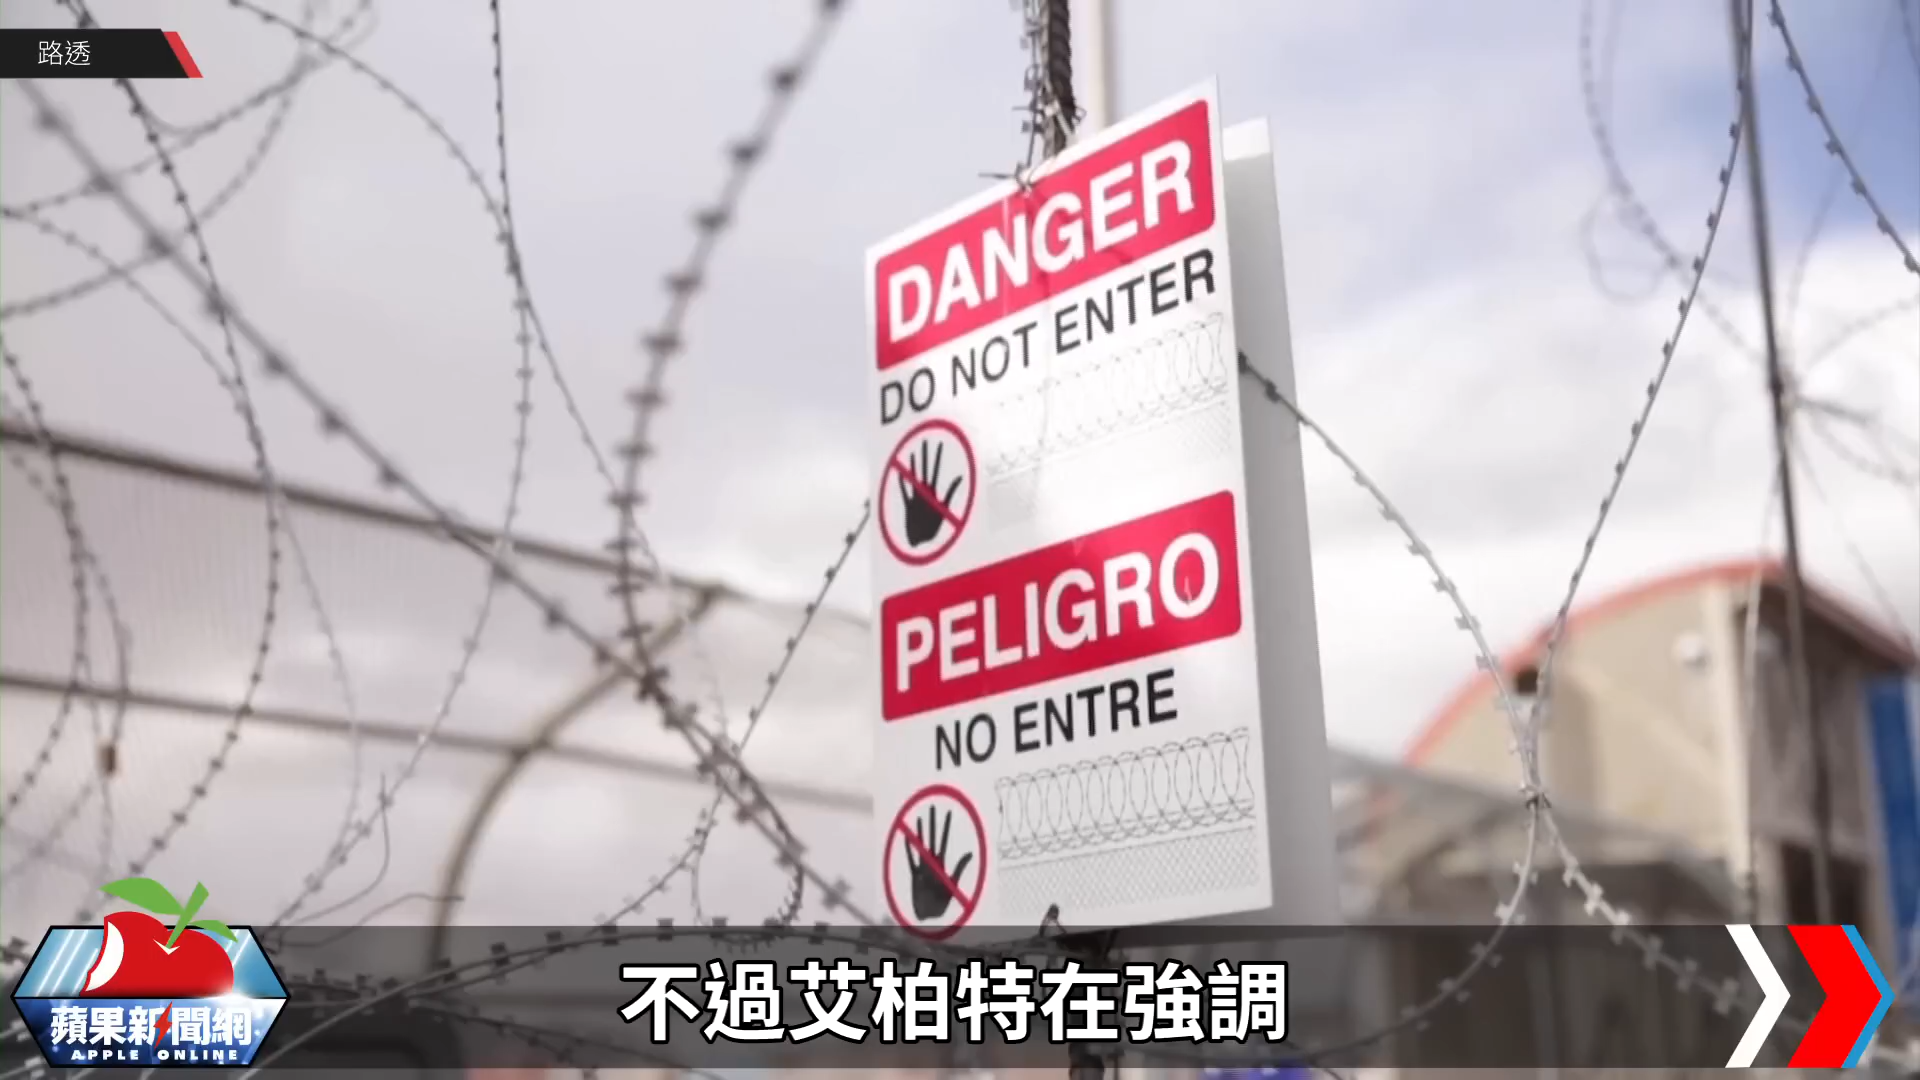 路透
DANGER
DO NOT ENTER
PELIGRO
NO ENTRE
不過艾柏特在強調
蘋果新聞網
APPLE ONLINE